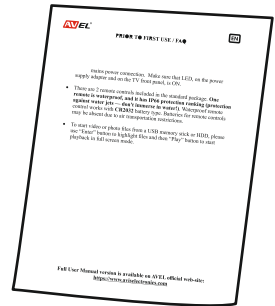 AVEL
PRIOR TO FIRST USE / FAQ
EN
mains power connection. Make sure that LED, on the power
supply adapter and on the TV front panel, is ON.
• There are 2 remote controls included in the standard package. One
remote is waterproof, and it has IP66 protection ranking (protection
against water jets — don't immerse in water!). Waterproof remote
control works with CR2032 battery type. Batteries for remote controls
may be absent due to air transportation restrictions.
• To start video or photo files from a USB memory stick or HDD, please
use "Enter" button to highlight files and then "Play" button to start
playback in full screen mode.
Full User Manual version is available on AVEL official web-site:
https://www.aviselectronics.com